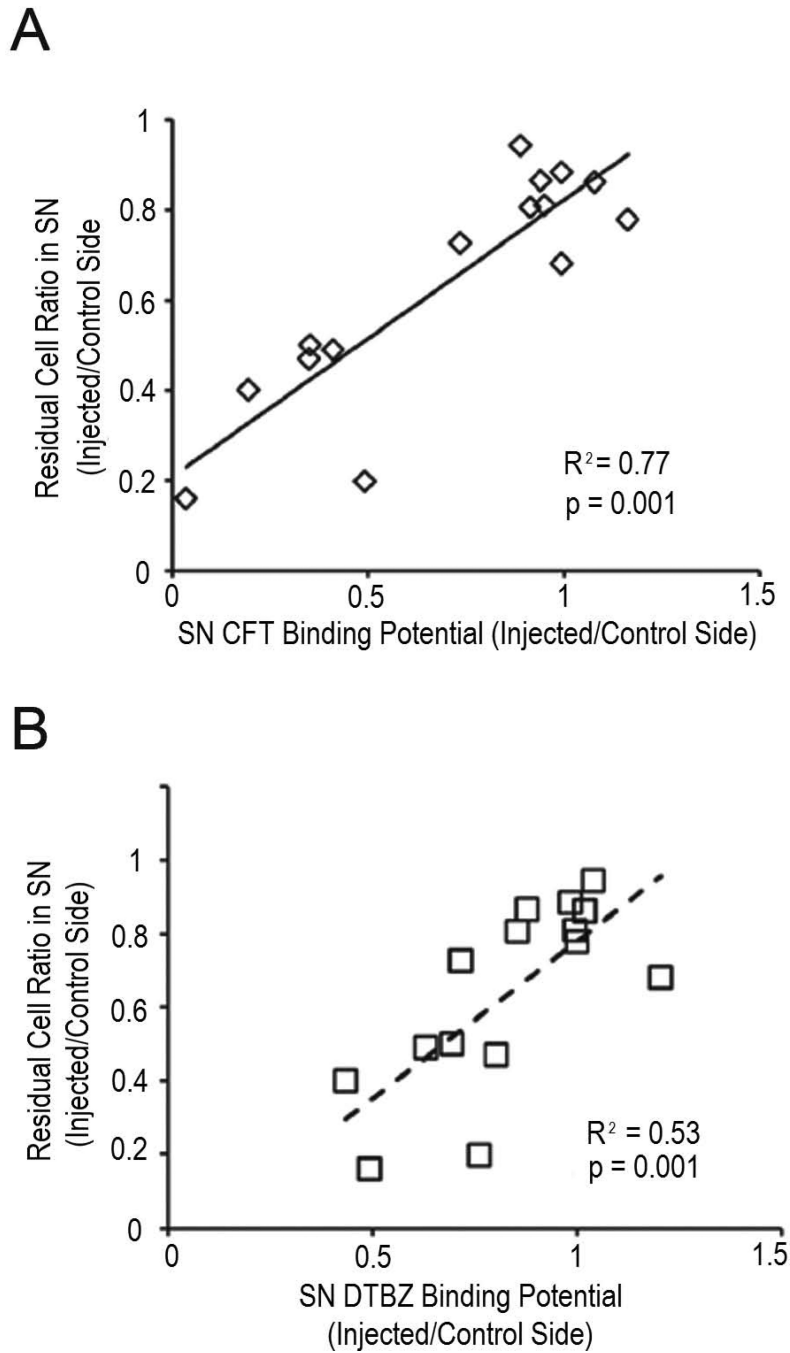 A
Residual Cell Ratio in SN
(Injected/Control Side
1
0.8
0.6
0.4
0.2
0
R²= 0.77
p = 0.001
0 0.5 1 1.5
SN CFT Binding Potential (Injected/Control Side)
B
Residual Cell Ratio in SN
(Injected/Control Side)
1
0.8
0.6
0.4
0.2
0
R² = 0.53
p = 0.001
0 0.5 1 1.5
SN DTBZ Binding Potential
(Injected/Control Side)